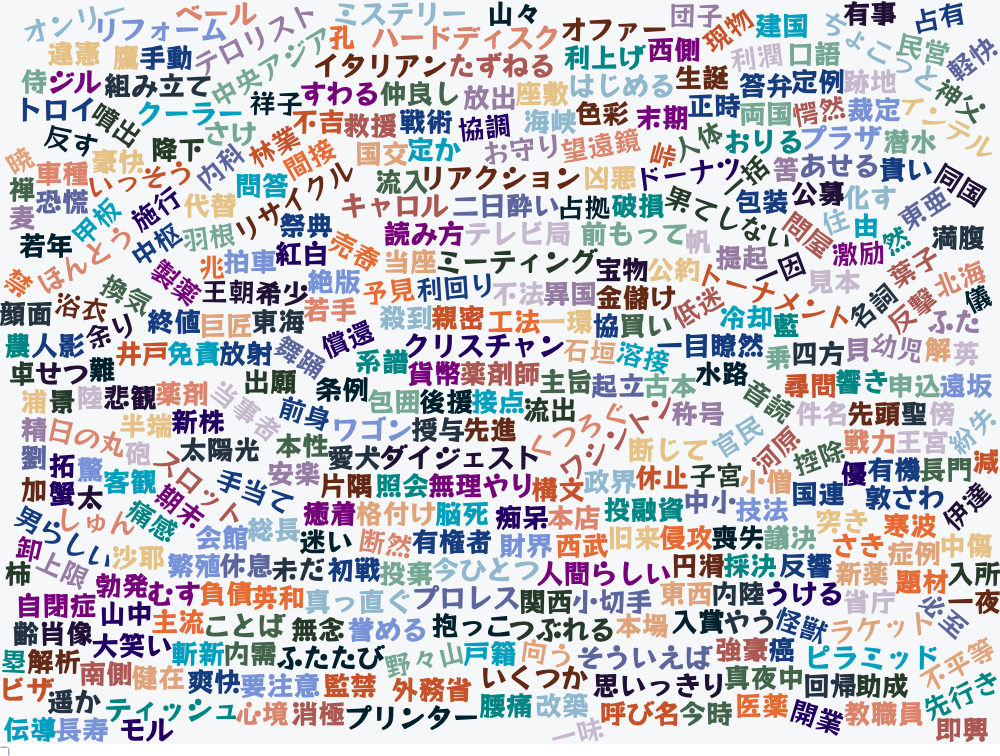 オンリー リフォーム ベール テロリスト ミステリー 山々 オファー 団子 現物 建国 ちょこっと 有事 占有
違憲 鷹 手動 中央アジア 孔 ハードディスク 利上げ 西側 利潤 口語 民営 軽快
侍 ジル 組み立て イタリアン たずねる はじめる 生誕 答弁 定例 跡地 神父
トロイ 噴出 クーラー 祥子 すわる 仲良し 放出 座敷 色彩 末期 正時 両国 愕然 裁定 インテル
反す 降下 さけ 林業 不吉 救援 戦術 協調 海峡 人体 おりる プラザ 潜水
暁 車種 豪快 いっそう 内科 間接 国交 定か お守り 望遠鏡 峠 ドーナツ 一括 筈 あせる 貴い 同国
禅 恐慌 甲板 施行 代替 問答 リサイクル 流入 リアクション 凶悪 果てしない 包装 公募 化す 東亜
麦 若年 中枢 羽根 祭典 キャロル 二日酔い 占拠 破損 問屋 住 由 然 満腹
ほんとう 兆 拍車 紅白 売春 読み方 テレビ局 前もって 帆 提起 激励 葉子 北海
禁 換気 製薬 王朝 希少 絶版 当座 ミーティング 宝物 公約 トーナメント 一因 見本 名詞 反撃 儀
顔面 浴衣 余り 終値 巨匠 東海 若手 予見 利回り 不法 異国 金儲け 低迷 冷却 藍 ふた
農 人影 井戸 免責 放射 舞踊 償還 殺到 親密 工法 一環 協 買い 一目瞭然 乗 四方 貝 幼児 解 英
卓 せつ 難 出願 系譜 クリスチャン 石垣 溶接 水路 尋問 響き 申込 遠坂
浦 景 陸 悲観 薬剤 当事者 条例 貨幣 薬剤師 主旨 起立 古本 音読 件名 先頭 聖 傍
精 日の丸 半端 新株 前身 包囲 後援 接点 流出 くつろぐ ワシントン 称号 官民 河原 控除 戦力 王宮 紛失
劉 拓 驚 砲 太陽光 本性 ワゴン 授与 先進 断じて 優 有機 長門 減
加 蟹 太 客観 スロット 手当て 安楽 愛犬 ダイジェスト 片隅 照会 無理やり 構文 政界 休止 子宮 小僧 国連 敦 さわ 伊達
男らしい しゅん 痛感 期末 癒着 格付け 脳死 痴呆 本店 投融資 中小 技法 突き 寒波
卸 沙耶 会館 総長 迷い 断然 有権者 財界 西武 旧来 侵攻 喪失 議決 さき 症例 中傷
柿 上限 繁殖 休息 未だ 初戦 投棄 今ひとつ 人間らしい 円滑 採決 反響 新薬 題材 入所
自閉症 勃発 むす 負債 英和 真っ直ぐ プロレス 関西 小切手 東西 内陸 うける 省庁 必至 一夜
齢 肖像 山中 主流 ことば 無念 誉める 抱っこ つぶれる 本場 入賞 やう 怪獣 ラケット
塁 解析 大笑い 斬新 内需 ふたたび 野々山 戸籍 向う そういえば 強豪 癌 ピラミッド 不平等
ビザ 遥か 南側 健在 爽快 要注意 監禁 外務省 いくつか 思いっきり 真夜中 回帰 助成 先行き
伝導 長寿 モル ティッシュ 心境 消極 プリンター 腰痛 改築 一味 呼び名 今時 医薬 開業 教職員 即興